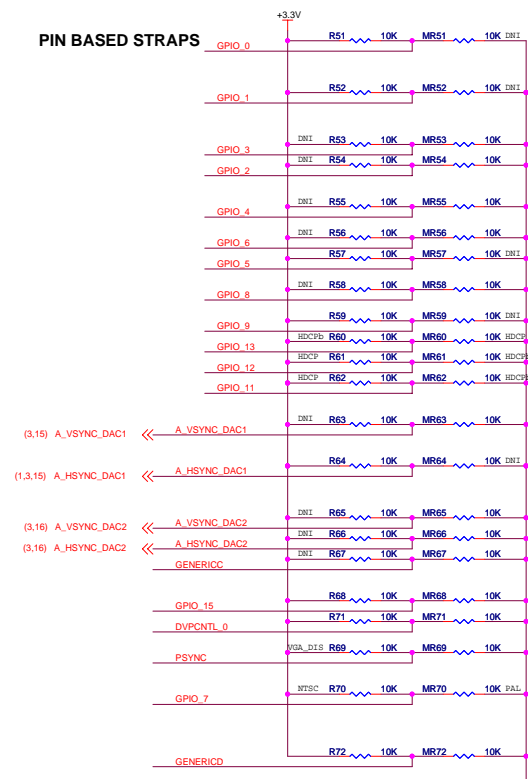 +3.3V
PIN BASED STRAPS
R51 10K MR51 10K DNI
GPIO_0
R52 10K MR52 10K DNI
GPIO_1
DNI R53 10K MR53 10K
GPIO_3
DNI R54 10K MR54 10K
GPIO_2
DNI R55 10K MR55 10K
GPIO_4
DNI R56 10K MR56 10K
GPIO_6
R57 10K MR57 10K DNI
GPIO_5
DNI R58 10K MR58 10K
GPIO_8
R59 10K MR59 10K DNI
GPIO_9
HDCPb R60 10K MR60 10K HDCP
GPIO_13
HDCP R61 10K MR61 10K HDCPb
GPIO_12
HDCP R62 10K MR62 10K HDCPb
GPIO_11
DNI R63 10K MR63 10K
(3,15) A_VSYNC_DAC1 A_VSYNC_DAC1
R64 10K MR64 10K DNI
(1,3,15) A_HSYNC_DAC1 A_HSYNC_DAC1
DNI R65 10K MR65 10K
(3,16) A_VSYNC_DAC2 A_VSYNC_DAC2
DNI R66 10K MR66 10K
(3,16) A_HSYNC_DAC2 A_HSYNC_DAC2
DNI R67 10K MR67 10K
GENERICC
R68 10K MR68 10K
GPIO_15
R71 10K MR71 10K
DVPCNTL_0
VGA_DIS R69 10K MR69 10K
PSYNC
NTSC R70 10K MR70 10K PAL
GPIO_7
R72 10K MR72 10K
GENERICD